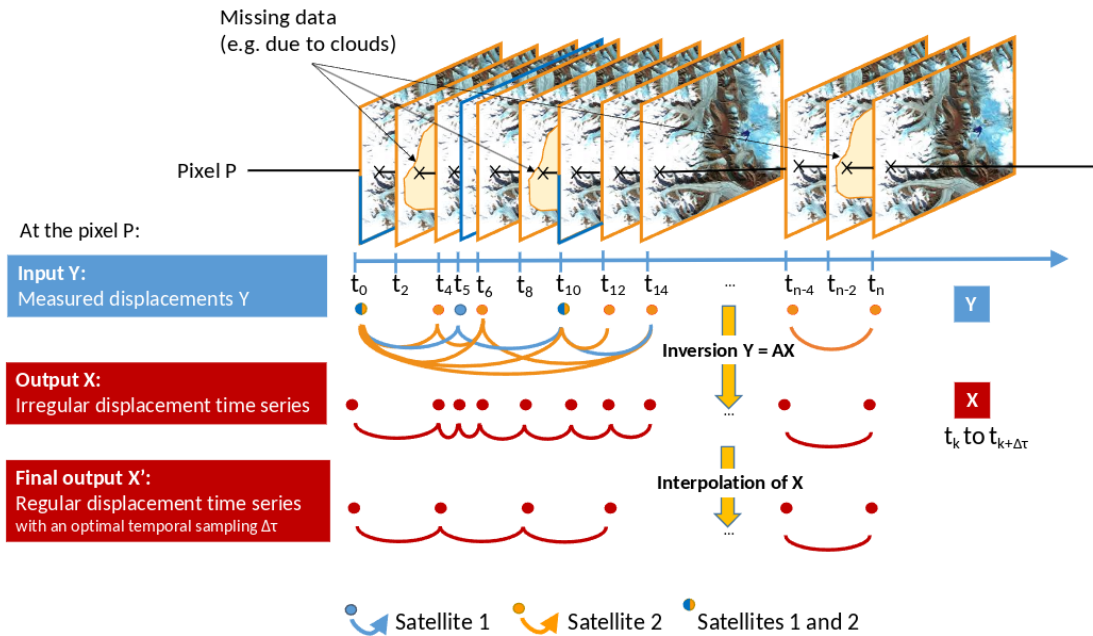 Missing data
(e.g. due to clouds)
Pixel P
At the pixel P:
Input Y:
Measured displacements Y
t0 t2 t4 t5 t6 t8 t10 t12 t14 ... tn-4 tn-2 tn
Y
Inversion Y = AX
Output X:
Irregular displacement time series
...
X
tk to tk+Δτ
Final output X’:
Regular displacement time series
with an optimal temporal sampling Δτ
Interpolation of X
...
Satellite 1 Satellite 2 Satellites 1 and 2